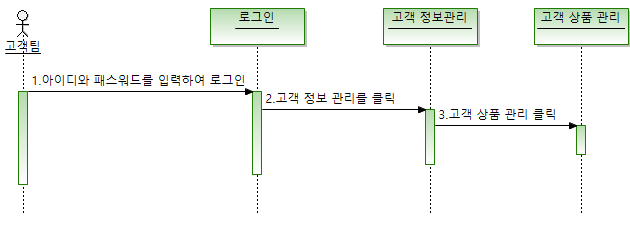 로그인
고객 정보관리
고객 상품 관리
고객팀
1.아이디와 패스워드를 입력하여 로그인
2.고객 정보 관리를 클릭
3.고객 상품 관리 클릭